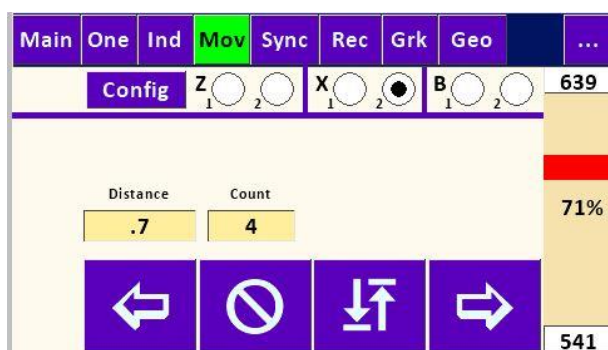 Main One Ind Mov Sync Rec Grk Geo ...
Config Z 1 2 X 1 2 B 1 2 639
71%
Distance Count
.7 4
541